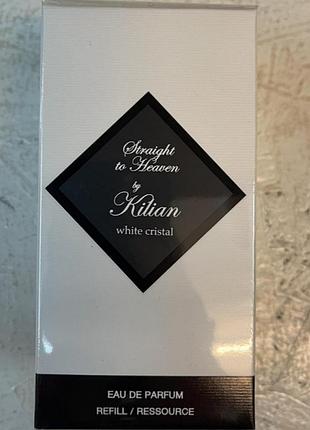 Straight
to Heaven
by
Kilian
white cristal
EAU DE PARFUM
REFILL / RESSOURCE